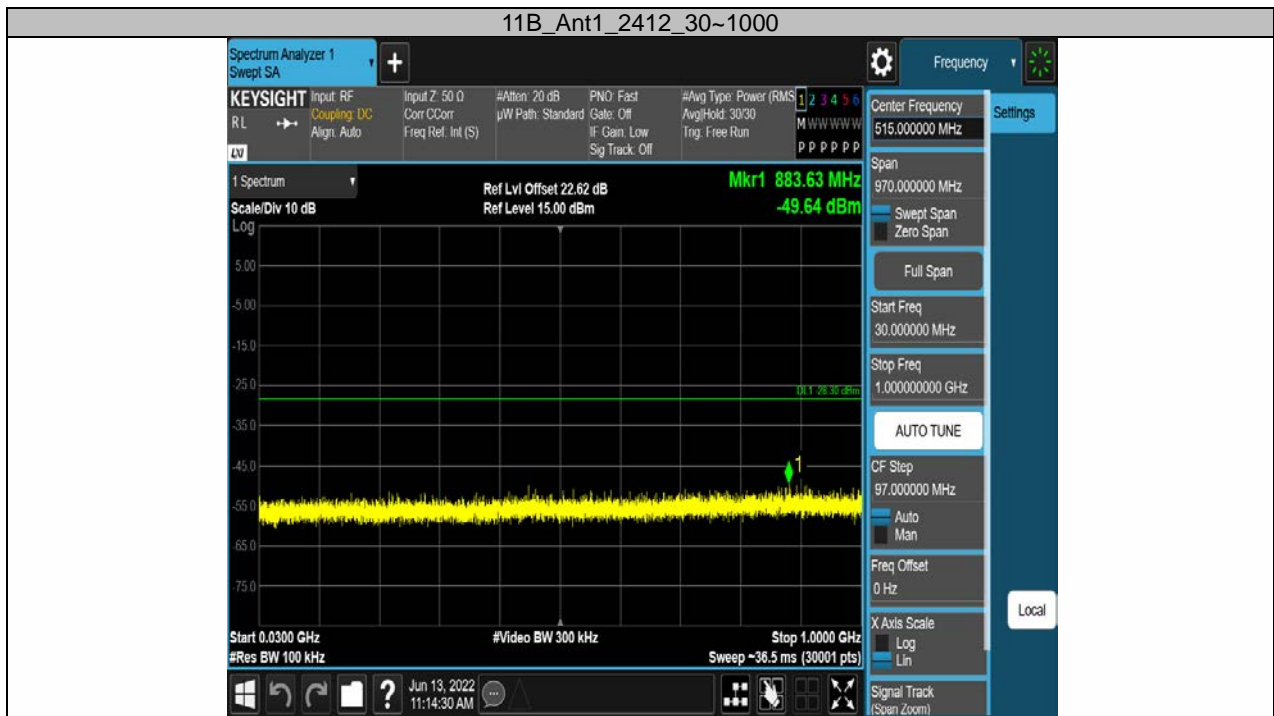 11B_Ant1_2412_30~1000
Spectrum Analyzer 1
Swept SA
+
Frequency
KEYSIGHT
RL
LXI
Input: RF
Coupling: DC
Align: Auto
Input Z: 50 Ω
Corr CCorr
Freq Ref: Int (S)
#Atten: 20 dB
µW Path: Standard
PNO: Fast
Gate: Off
IF Gain: Low
Sig Track: Off
#Avg Type: Power (RMS
Avg|Hold: 30/30
Trig: Free Run
1 2 3 4 5 6
M W W W W W
P P P P P P
1 Spectrum
Scale/Div 10 dB
Log
Ref Lvl Offset 22.62 dB
Ref Level 15.00 dBm
Mkr1 883.63 MHz
-49.64 dBm
5.00
-5.00
-15.0
-25.0
DL1 -28.30 dBm
-35.0
-45.0
1
-55.0
-65.0
-75.0
Start 0.0300 GHz
#Res BW 100 kHz
#Video BW 300 kHz
Stop 1.0000 GHz
Sweep ~36.5 ms (30001 pts)
?
Jun 13, 2022
11:14:30 AM
Center Frequency
515.000000 MHz
Settings
Span
970.000000 MHz
Swept Span
Zero Span
Full Span
Start Freq
30.000000 MHz
Stop Freq
1.000000000 GHz
AUTO TUNE
CF Step
97.000000 MHz
Auto
Man
Freq Offset
0 Hz
X Axis Scale
Log
Lin
Local
Signal Track
(Span Zoom)